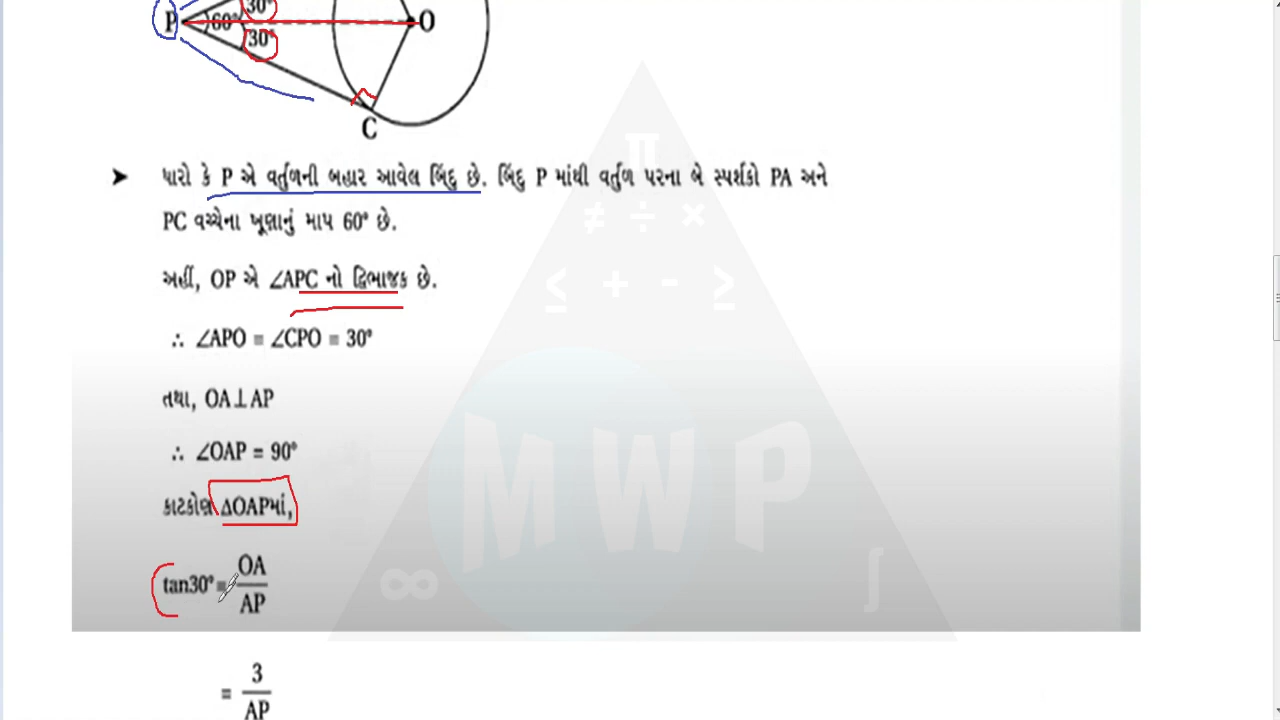 30°
P 60° O
30°
C
➤ ધારો કે P એ વર્તુળની બહાર આવેલ બિંદુ છે. બિંદુ P માંથી વર્તુળ પરના બે સ્પર્શકો PA અને
PC વચ્ચેના ખૂણાનું માપ 60° છે.
અહીં, OP એ ∠APC નો દ્વિભાજક છે.
∴ ∠APO = ∠CPO = 30°
તથા, OA⊥AP
∴ ∠OAP = 90°
કાટકોણ ΔOAPમાં,
tan30° = OA
AP
= 3
AP
π
≠ ÷ ×
≤ + - ≥
MWP
∞ ∫